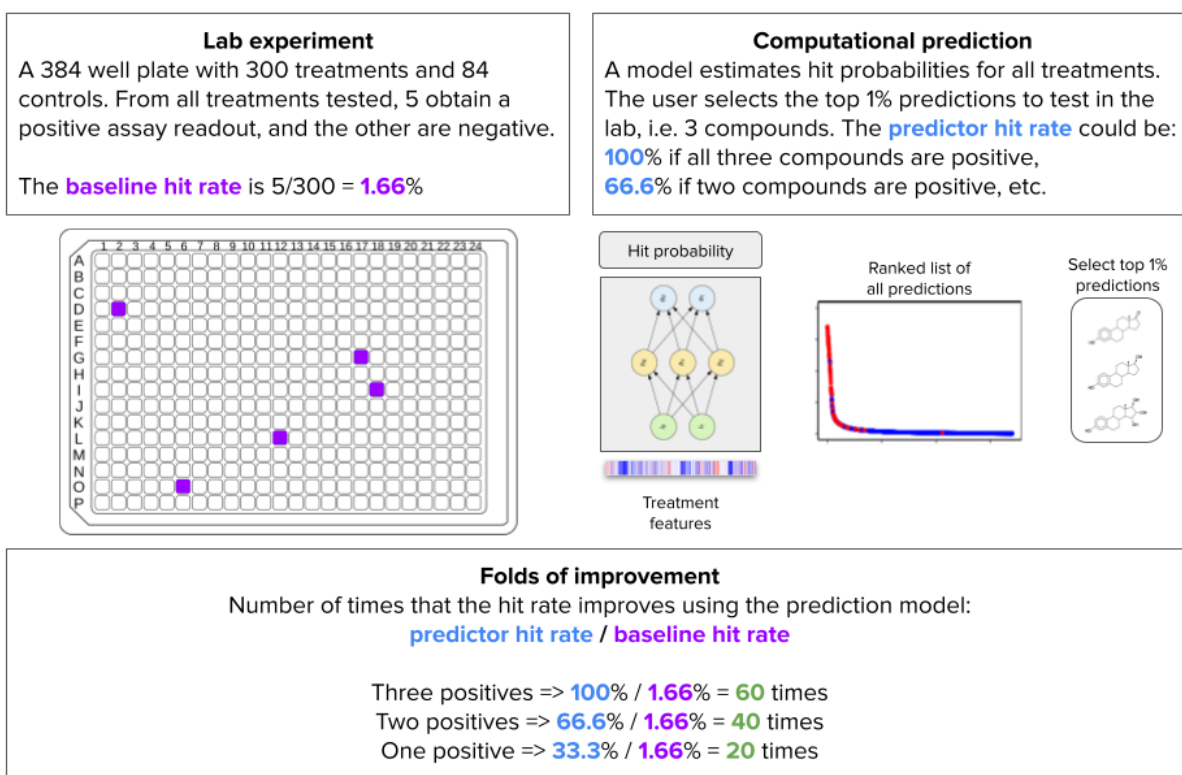 Lab experiment
A 384 well plate with 300 treatments and 84
controls. From all treatments tested, 5 obtain a
positive assay readout, and the other are negative.
The baseline hit rate is 5/300 = 1.66%
Computational prediction
A model estimates hit probabilities for all treatments.
The user selects the top 1% predictions to test in the
lab, i.e. 3 compounds. The predictor hit rate could be:
100% if all three compounds are positive,
66.6% if two compounds are positive, etc.
1 2 3 4 5 6 7 8 9 10 11 12 13 14 15 16 17 18 19 20 21 22 23 24
A
B
C
D
E
F
G
H
I
J
K
L
M
N
O
P
Hit probability
Treatment
features
Ranked list of
all predictions
Select top 1%
predictions
Folds of improvement
Number of times that the hit rate improves using the prediction model:
predictor hit rate / baseline hit rate
Three positives => 100% / 1.66% = 60 times
Two positives => 66.6% / 1.66% = 40 times
One positive => 33.3% / 1.66% = 20 times